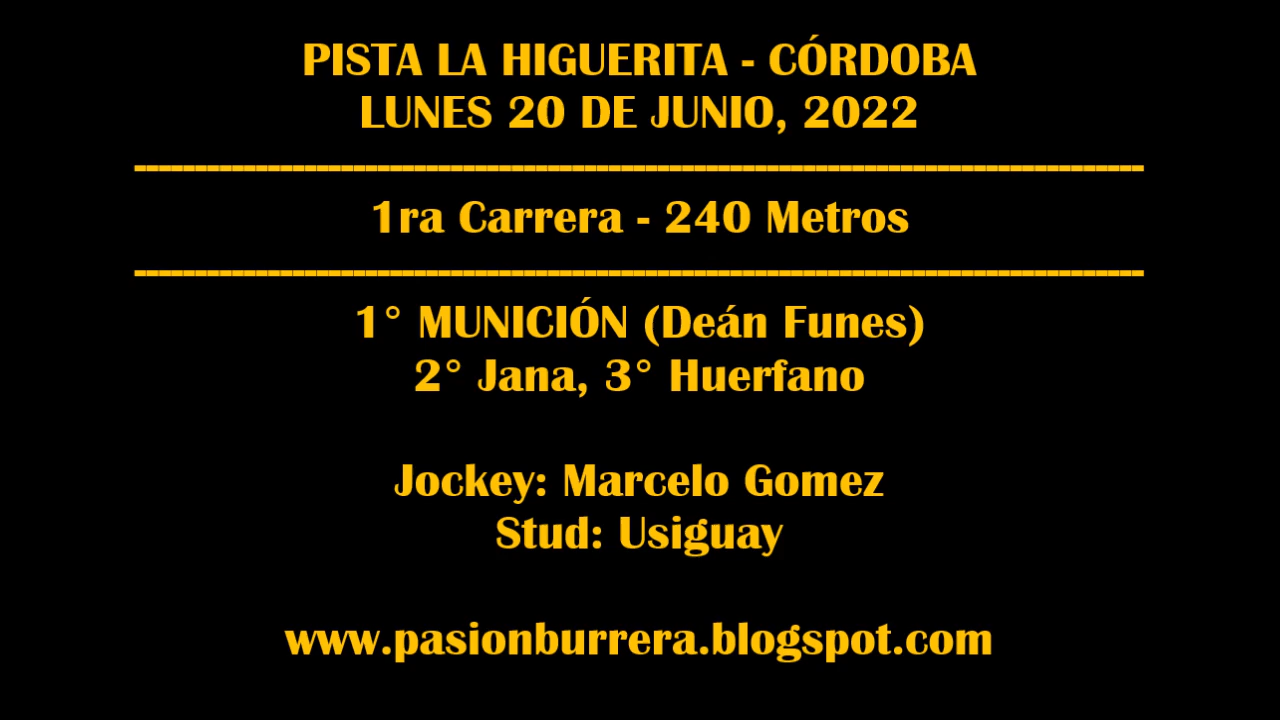 PISTA LA HIGUERITA - CÓRDOBA
LUNES 20 DE JUNIO, 2022
1ra Carrera - 240 Metros
1° MUNICIÓN (Deán Funes)
2° Jana, 3° Huerfano
Jockey: Marcelo Gomez
Stud: Usiguay
www.pasionburrera.blogspot.com